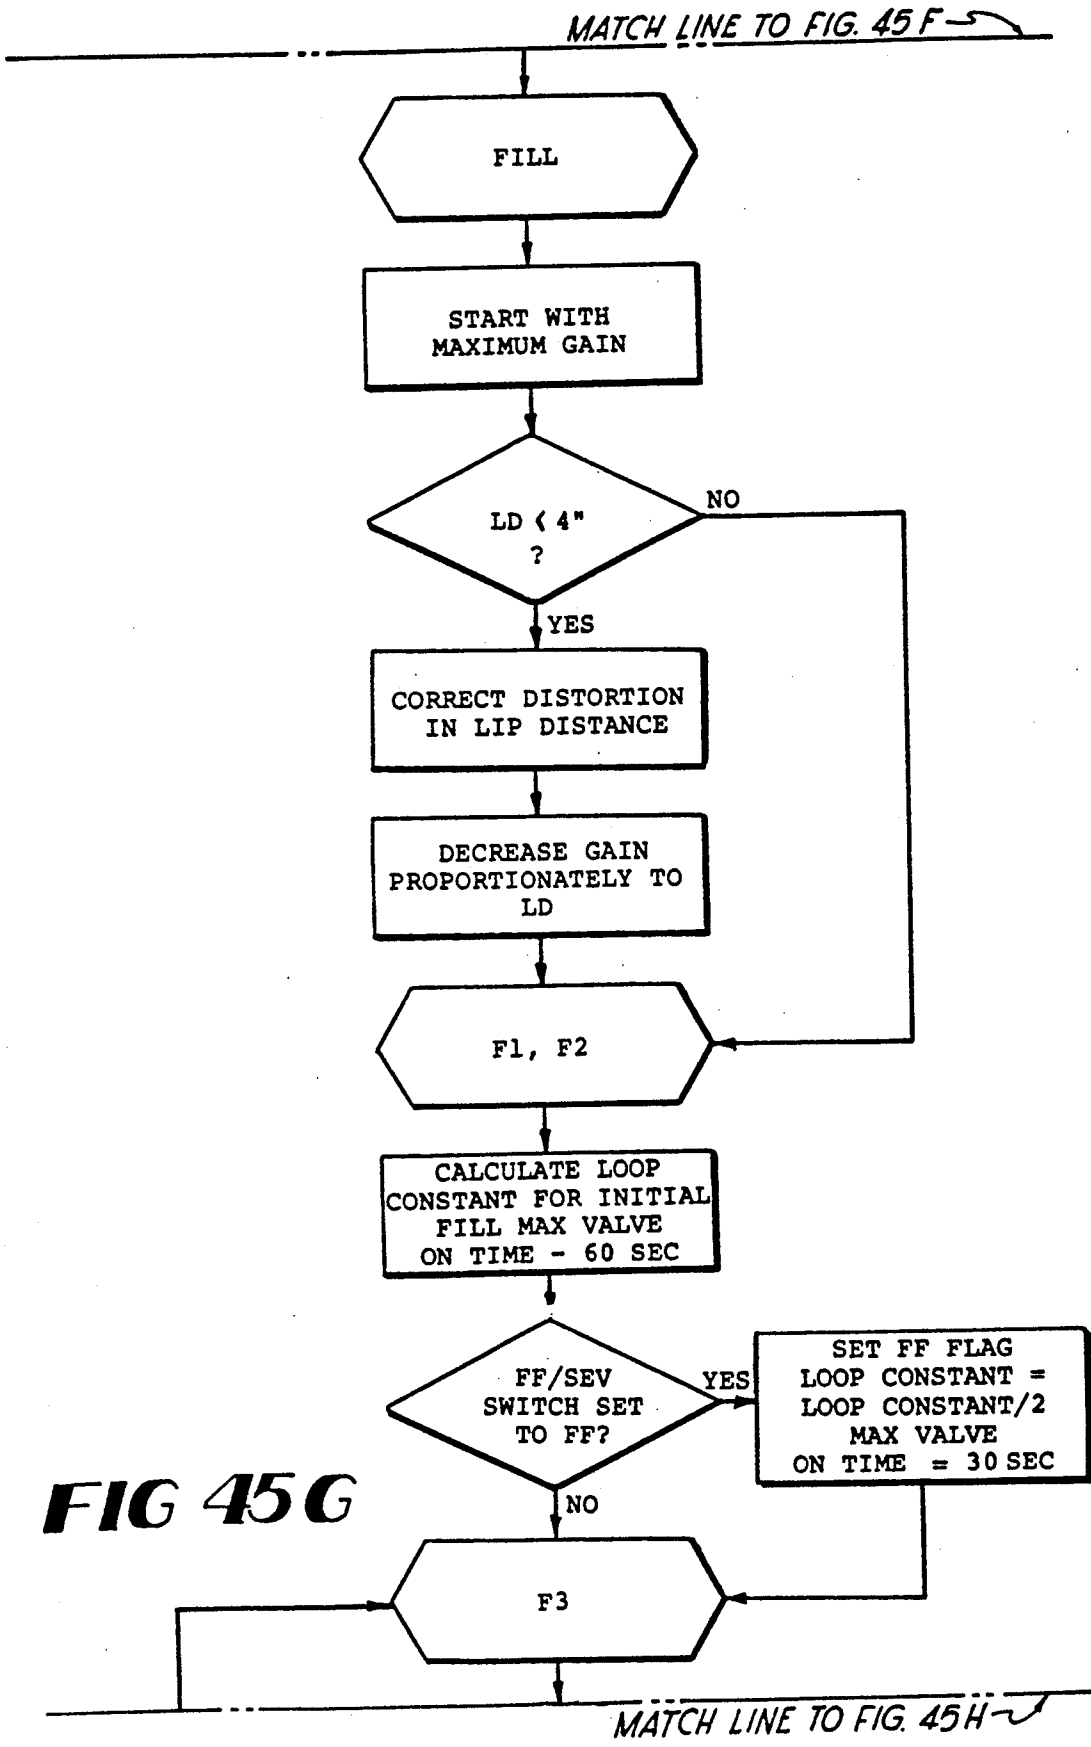 MATCH LINE TO FIG. 45 F
FILL
START WITH
MAXIMUM GAIN
LD < 4"
?
NO
YES
CORRECT DISTORTION
IN LIP DISTANCE
DECREASE GAIN
PROPORTIONATELY TO
LD
F1, F2
CALCULATE LOOP
CONSTANT FOR INITIAL
FILL MAX VALVE
ON TIME - 60 SEC
FF/SEV
SWITCH SET
TO FF?
YES
SET FF FLAG
LOOP CONSTANT =
LOOP CONSTANT/2
MAX VALVE
ON TIME = 30 SEC
NO
FIG 45G
F3
MATCH LINE TO FIG. 45H